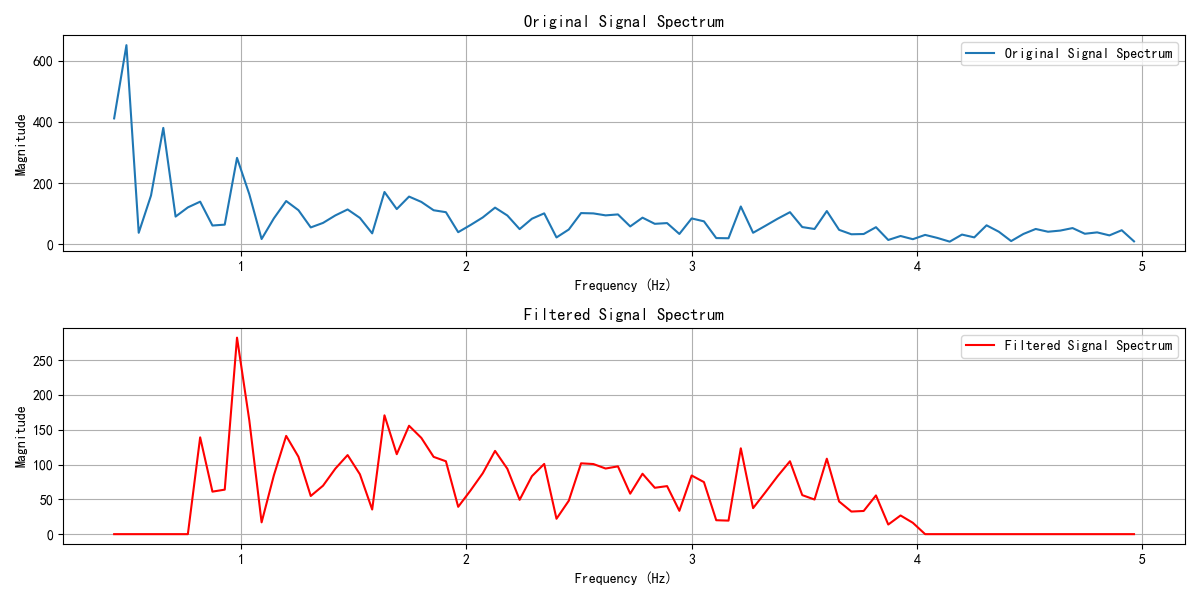 Original Signal Spectrum
Original Signal Spectrum
Magnitude
600
400
200
0
1 2 3 4 5
Frequency (Hz)
Filtered Signal Spectrum
Filtered Signal Spectrum
Magnitude
250
200
150
100
50
0
1 2 3 4 5
Frequency (Hz)